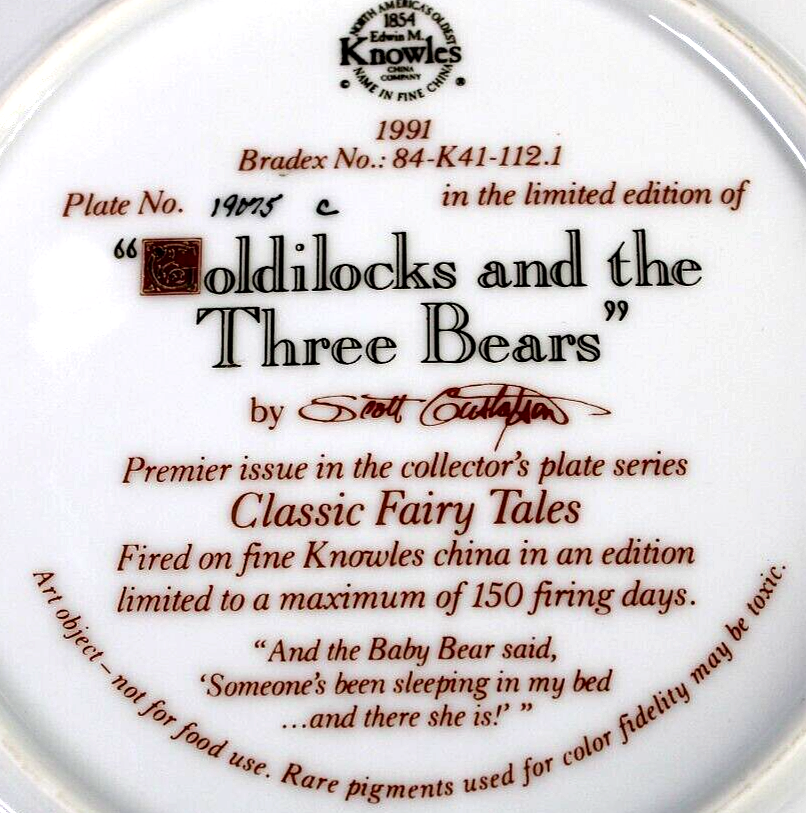 NORTH AMERICA'S OLDEST
1854
Edwin M.
Knowles
CHINA
COMPANY
© NAME IN FINE CHINA ®
1991
Bradex No.: 84-K41-112.1
Plate No. 19075 C in the limited edition of
“Goldilocks and the
Three Bears”
by Scott Gustafson
Premier issue in the collector's plate series
Classic Fairy Tales
Fired on fine Knowles china in an edition
limited to a maximum of 150 firing days.
“And the Baby Bear said,
‘Someone's been sleeping in my bed
...and there she is!’ ”
Art object – not for food use. Rare pigments used for color fidelity may be toxic.